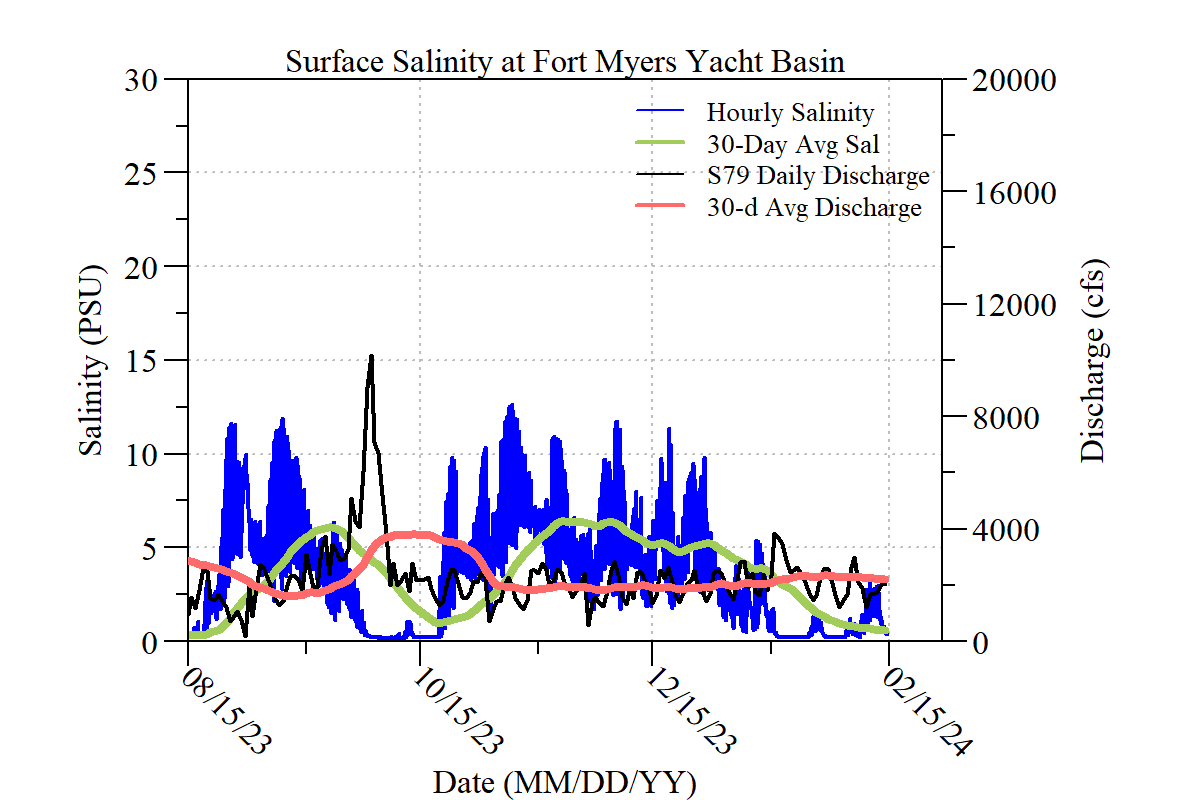 Surface Salinity at Fort Myers Yacht Basin
Hourly Salinity
30-Day Avg Sal
S79 Daily Discharge
30-d Avg Discharge
Salinity (PSU)
30
25
20
15
10
5
0
20000
16000
12000
8000
4000
0
Discharge (cfs)
08/15/23
10/15/23
12/15/23
02/15/24
Date (MM/DD/YY)